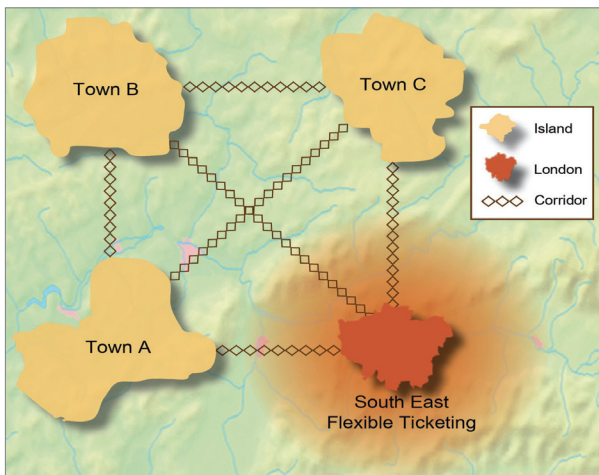 Town B
Town C
Island
London
Corridor
Town A
South East
Flexible Ticketing